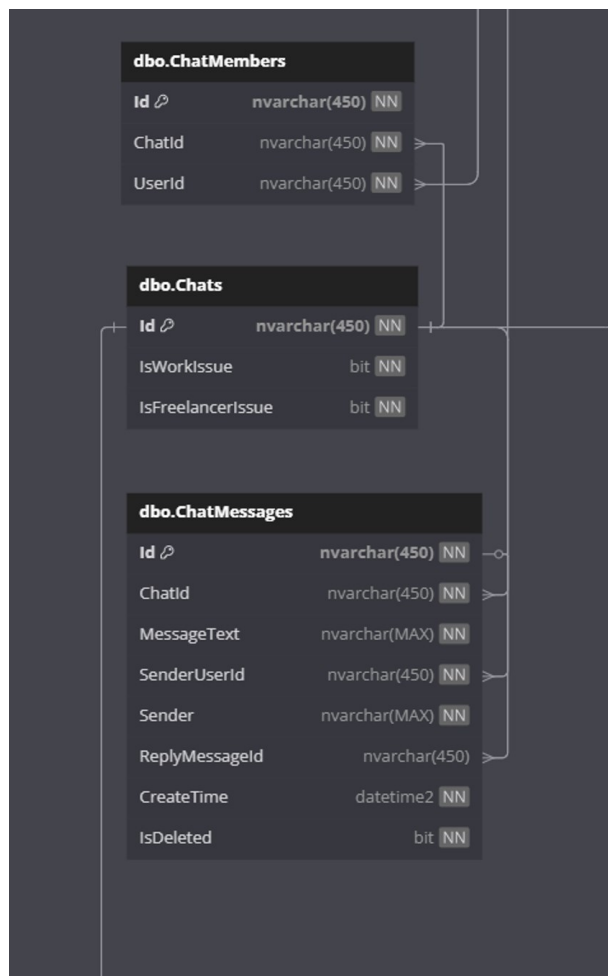 dbo.ChatMembers
Id nvarchar(450) NN
ChatId nvarchar(450) NN
UserId nvarchar(450) NN
dbo.Chats
Id nvarchar(450) NN
IsWorkIssue bit NN
IsFreelancerIssue bit NN
dbo.ChatMessages
Id nvarchar(450) NN
ChatId nvarchar(450) NN
MessageText nvarchar(MAX) NN
SenderUserId nvarchar(450) NN
Sender nvarchar(MAX) NN
ReplyMessageId nvarchar(450)
CreateTime datetime2 NN
IsDeleted bit NN